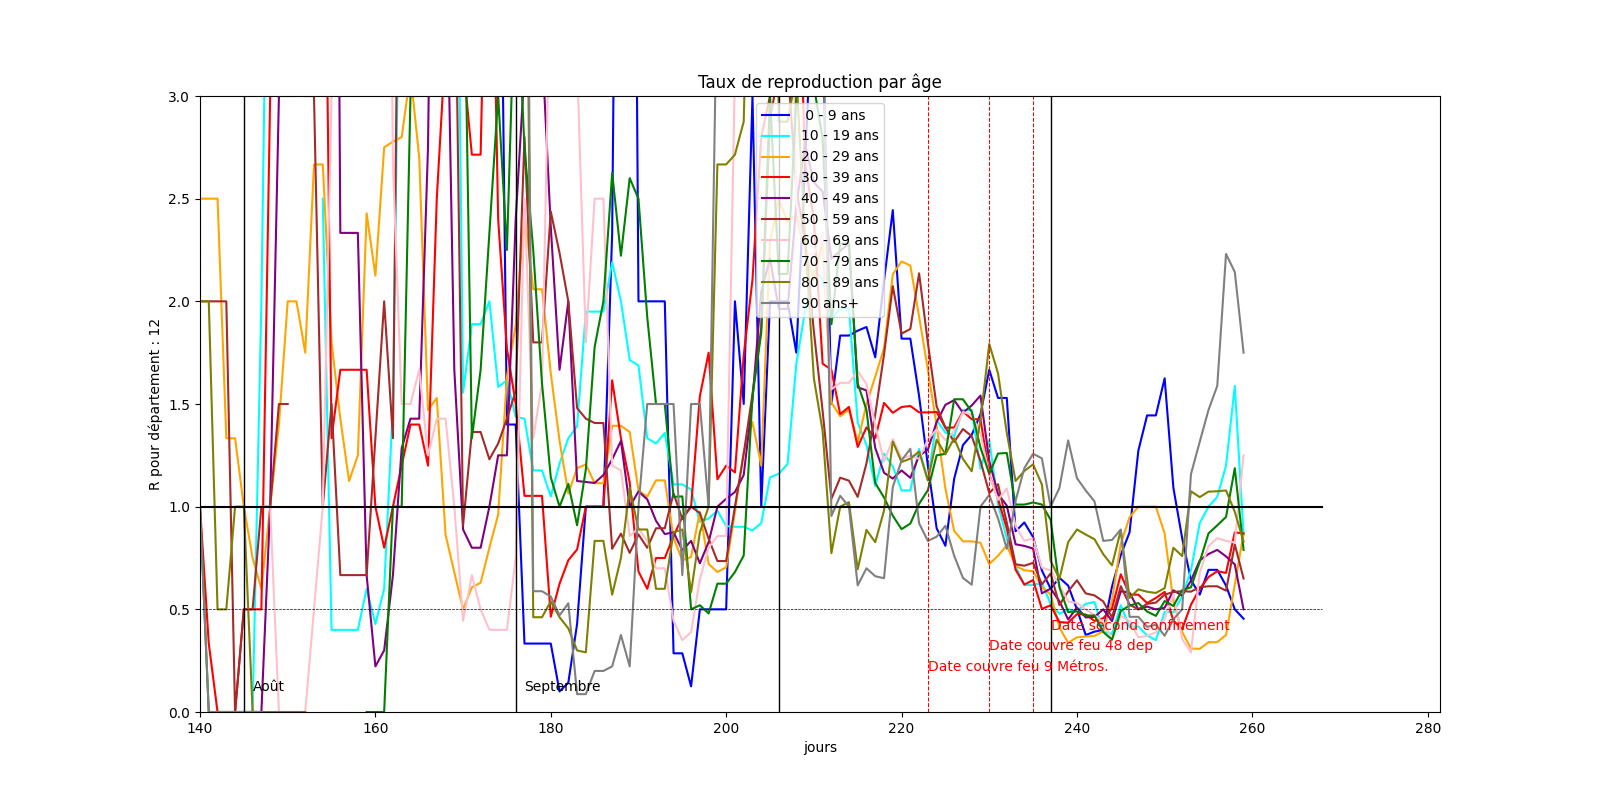 Taux de reproduction par âge
R pour département : 12
3.0
2.5
2.0
1.5
1.0
0.5
0.0
0 - 9 ans
10 - 19 ans
20 - 29 ans
30 - 39 ans
40 - 49 ans
50 - 59 ans
60 - 69 ans
70 - 79 ans
80 - 89 ans
90 ans+
Date second confinement
Date couvre feu 48 dep
Date couvre feu 9 Métros.
Août
Septembre
140
160
180
200
220
240
260
280
jours